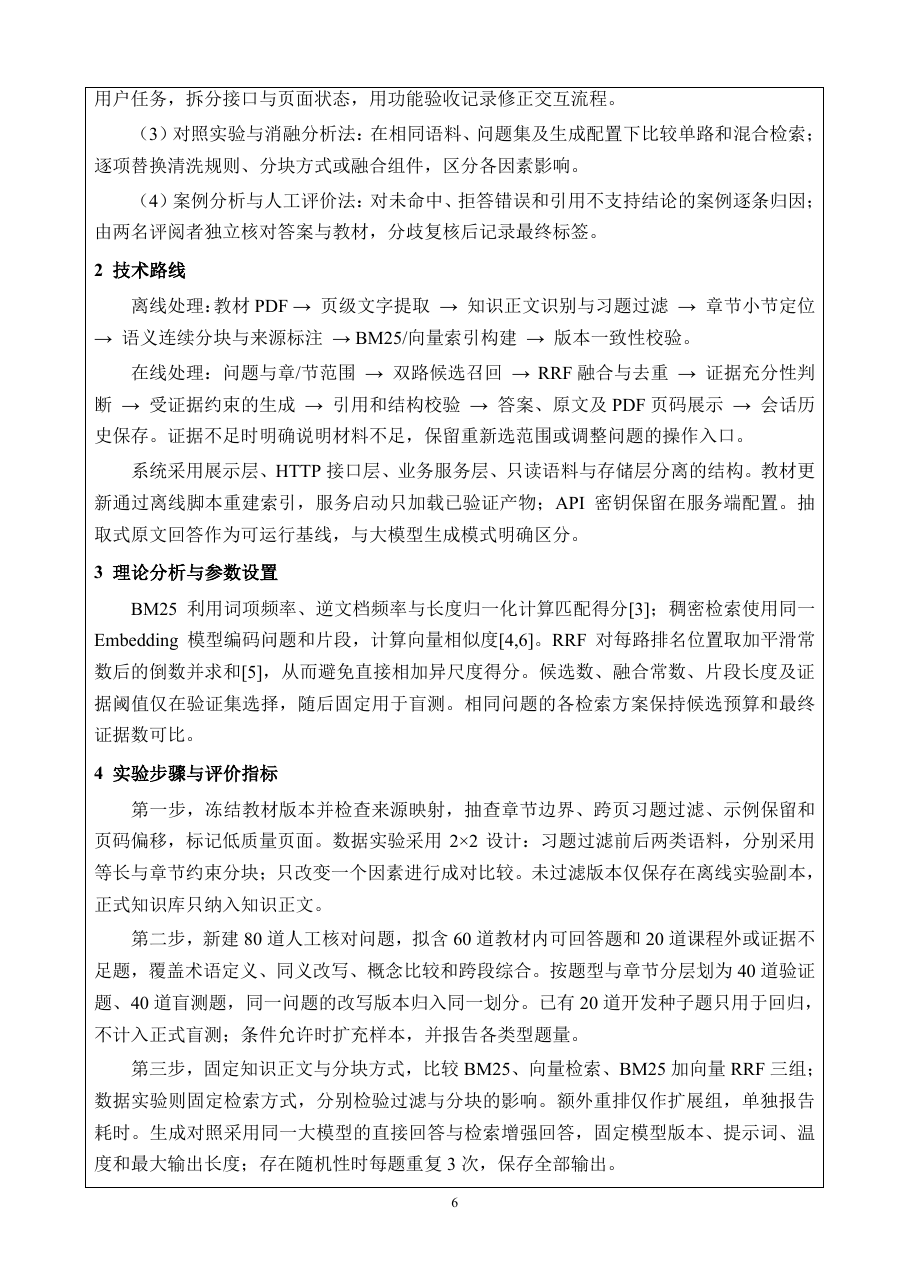 用户任务，拆分接口与页面状态，用功能验收记录修正交互流程。
（3）对照实验与消融分析法：在相同语料、问题集及生成配置下比较单路和混合检索；
逐项替换清洗规则、分块方式或融合组件，区分各因素影响。
（4）案例分析与人工评价法：对未命中、拒答错误和引用不支持结论的案例逐条归因；
由两名评阅者独立核对答案与教材，分歧复核后记录最终标签。
2 技术路线
离线处理：教材 PDF → 页级文字提取 → 知识正文识别与习题过滤 → 章节小节定位
→ 语义连续分块与来源标注 → BM25/向量索引构建 → 版本一致性校验。
在线处理：问题与章/节范围 → 双路候选召回 → RRF 融合与去重 → 证据充分性判
断 → 受证据约束的生成 → 引用和结构校验 → 答案、原文及 PDF 页码展示 → 会话历
史保存。证据不足时明确说明材料不足，保留重新选范围或调整问题的操作入口。
系统采用展示层、HTTP 接口层、业务服务层、只读语料与存储层分离的结构。教材更
新通过离线脚本重建索引，服务启动只加载已验证产物；API 密钥保留在服务端配置。抽
取式原文回答作为可运行基线，与大模型生成模式明确区分。
3 理论分析与参数设置
BM25 利用词项频率、逆文档频率与长度归一化计算匹配得分[3]；稠密检索使用同一
Embedding 模型编码问题和片段，计算向量相似度[4,6]。RRF 对每路排名位置取加平滑常
数后的倒数并求和[5]，从而避免直接相加异尺度得分。候选数、融合常数、片段长度及证
据阈值仅在验证集选择，随后固定用于盲测。相同问题的各检索方案保持候选预算和最终
证据数可比。
4 实验步骤与评价指标
第一步，冻结教材版本并检查来源映射，抽查章节边界、跨页习题过滤、示例保留和
页码偏移，标记低质量页面。数据实验采用 2×2 设计：习题过滤前后两类语料，分别采用
等长与章节约束分块；只改变一个因素进行成对比较。未过滤版本仅保存在离线实验副本，
正式知识库只纳入知识正文。
第二步，新建 80 道人工核对问题，拟含 60 道教材内可回答题和 20 道课程外或证据不
足题，覆盖术语定义、同义改写、概念比较和跨段综合。按题型与章节分层划为 40 道验证
题、40 道盲测题，同一问题的改写版本归入同一划分。已有 20 道开发种子题只用于回归，
不计入正式盲测；条件允许时扩充样本，并报告各类型题量。
第三步，固定知识正文与分块方式，比较 BM25、向量检索、BM25 加向量 RRF 三组；
数据实验则固定检索方式，分别检验过滤与分块的影响。额外重排仅作扩展组，单独报告
耗时。生成对照采用同一大模型的直接回答与检索增强回答，固定模型版本、提示词、温
度和最大输出长度；存在随机性时每题重复 3 次，保存全部输出。
6